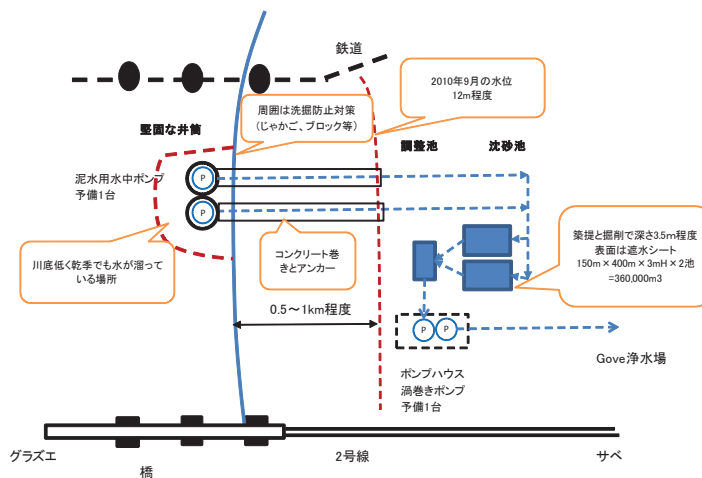 鉄道
2010年9月の水位
12m程度
周囲は洗掘防止対策
(じゃかご、ブロック等)
堅固な井筒
調整池
沈砂池
泥水用水中ポンプ
予備1台
P
P
川底低く乾季でも水が溜って
いる場所
コンクリート巻
きとアンカー
築提と掘削で深さ3.5m程度
表面は遮水シート
150m×400m×3mH×2池
=360,000m3
0.5～1km程度
P
P
Gove浄水場
ポンプハウス
渦巻きポンプ
予備1台
グラズエ
橋
2号線
サベ